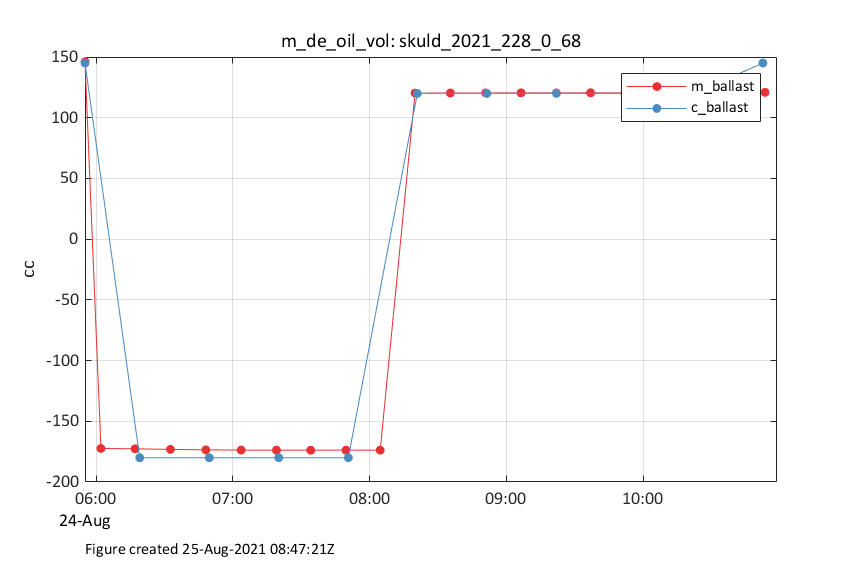 m_de_oil_vol: skuld_2021_228_0_68
150
100
50
0
-50
-100
-150
-200
cc
m_ballast
c_ballast
06:00 07:00 08:00 09:00 10:00
24-Aug
Figure created 25-Aug-2021 08:47:21Z